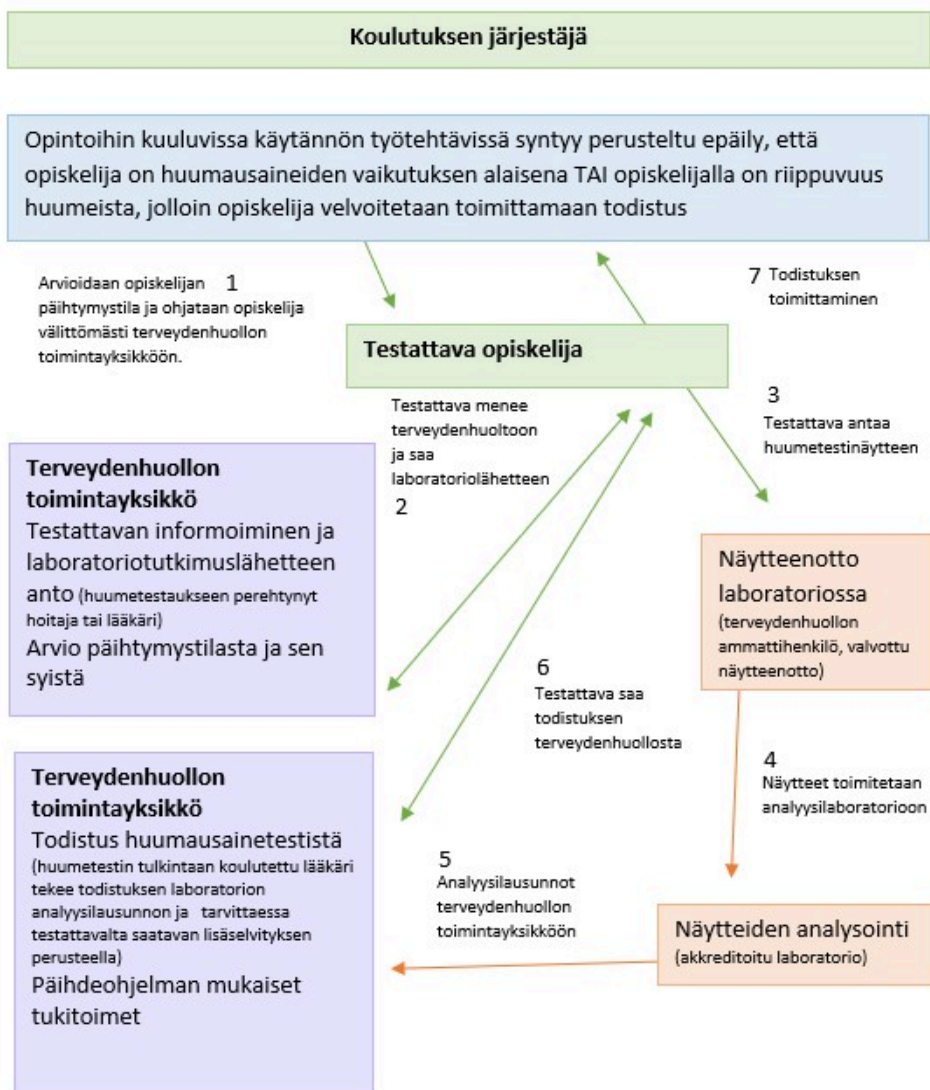 Koulutuksen järjestäjä
Opintoihin kuuluvissa käytännön työtehtävissä syntyy perusteltu epäily, että
opiskelija on huumausaineiden vaikutuksen alaisena TAI opiskelijalla on riippuvuus
huumeista, jolloin opiskelija velvoitetaan toimittamaan todistus
Arvioidaan opiskelijan 1
päihtymystila ja ohjataan opiskelija
välittömästi terveydenhuollon
toimintayksikköön.
7 Todistuksen
toimittaminen
Testattava opiskelija
Testattava menee
terveydenhuoltoon
ja saa
laboratoriolähetteen
2
3
Testattava antaa
huumetestinäytteen
Terveydenhuollon
toimintayksikkö
Testattavan informoiminen ja
laboratoriotutkimuslähetteen
anto (huumetestaukseen perehtynyt
hoitaja tai lääkäri)
Arvio päihtymystilasta ja sen
syistä
Näytteenotto
laboratoriossa
(terveydenhuollon
ammattihenkilö, valvottu
näytteenotto)
6
Testattava saa
todistuksen
terveydenhuollosta
4
Näytteet toimitetaan
analyysilaboratorioon
Terveydenhuollon
toimintayksikkö
Todistus huumausainetestistä
(huumetestin tulkintaan koulutettu lääkäri
tekee todistuksen laboratorion
analyysilausunnon ja tarvittaessa
testattavalta saatavan lisäselvityksen
perusteella)
Päihdeohjelman mukaiset
tukitoimet
5
Analyysilausunnot
terveydenhuollon
toimintayksikköön
Näytteiden analysointi
(akkreditoitu laboratorio)